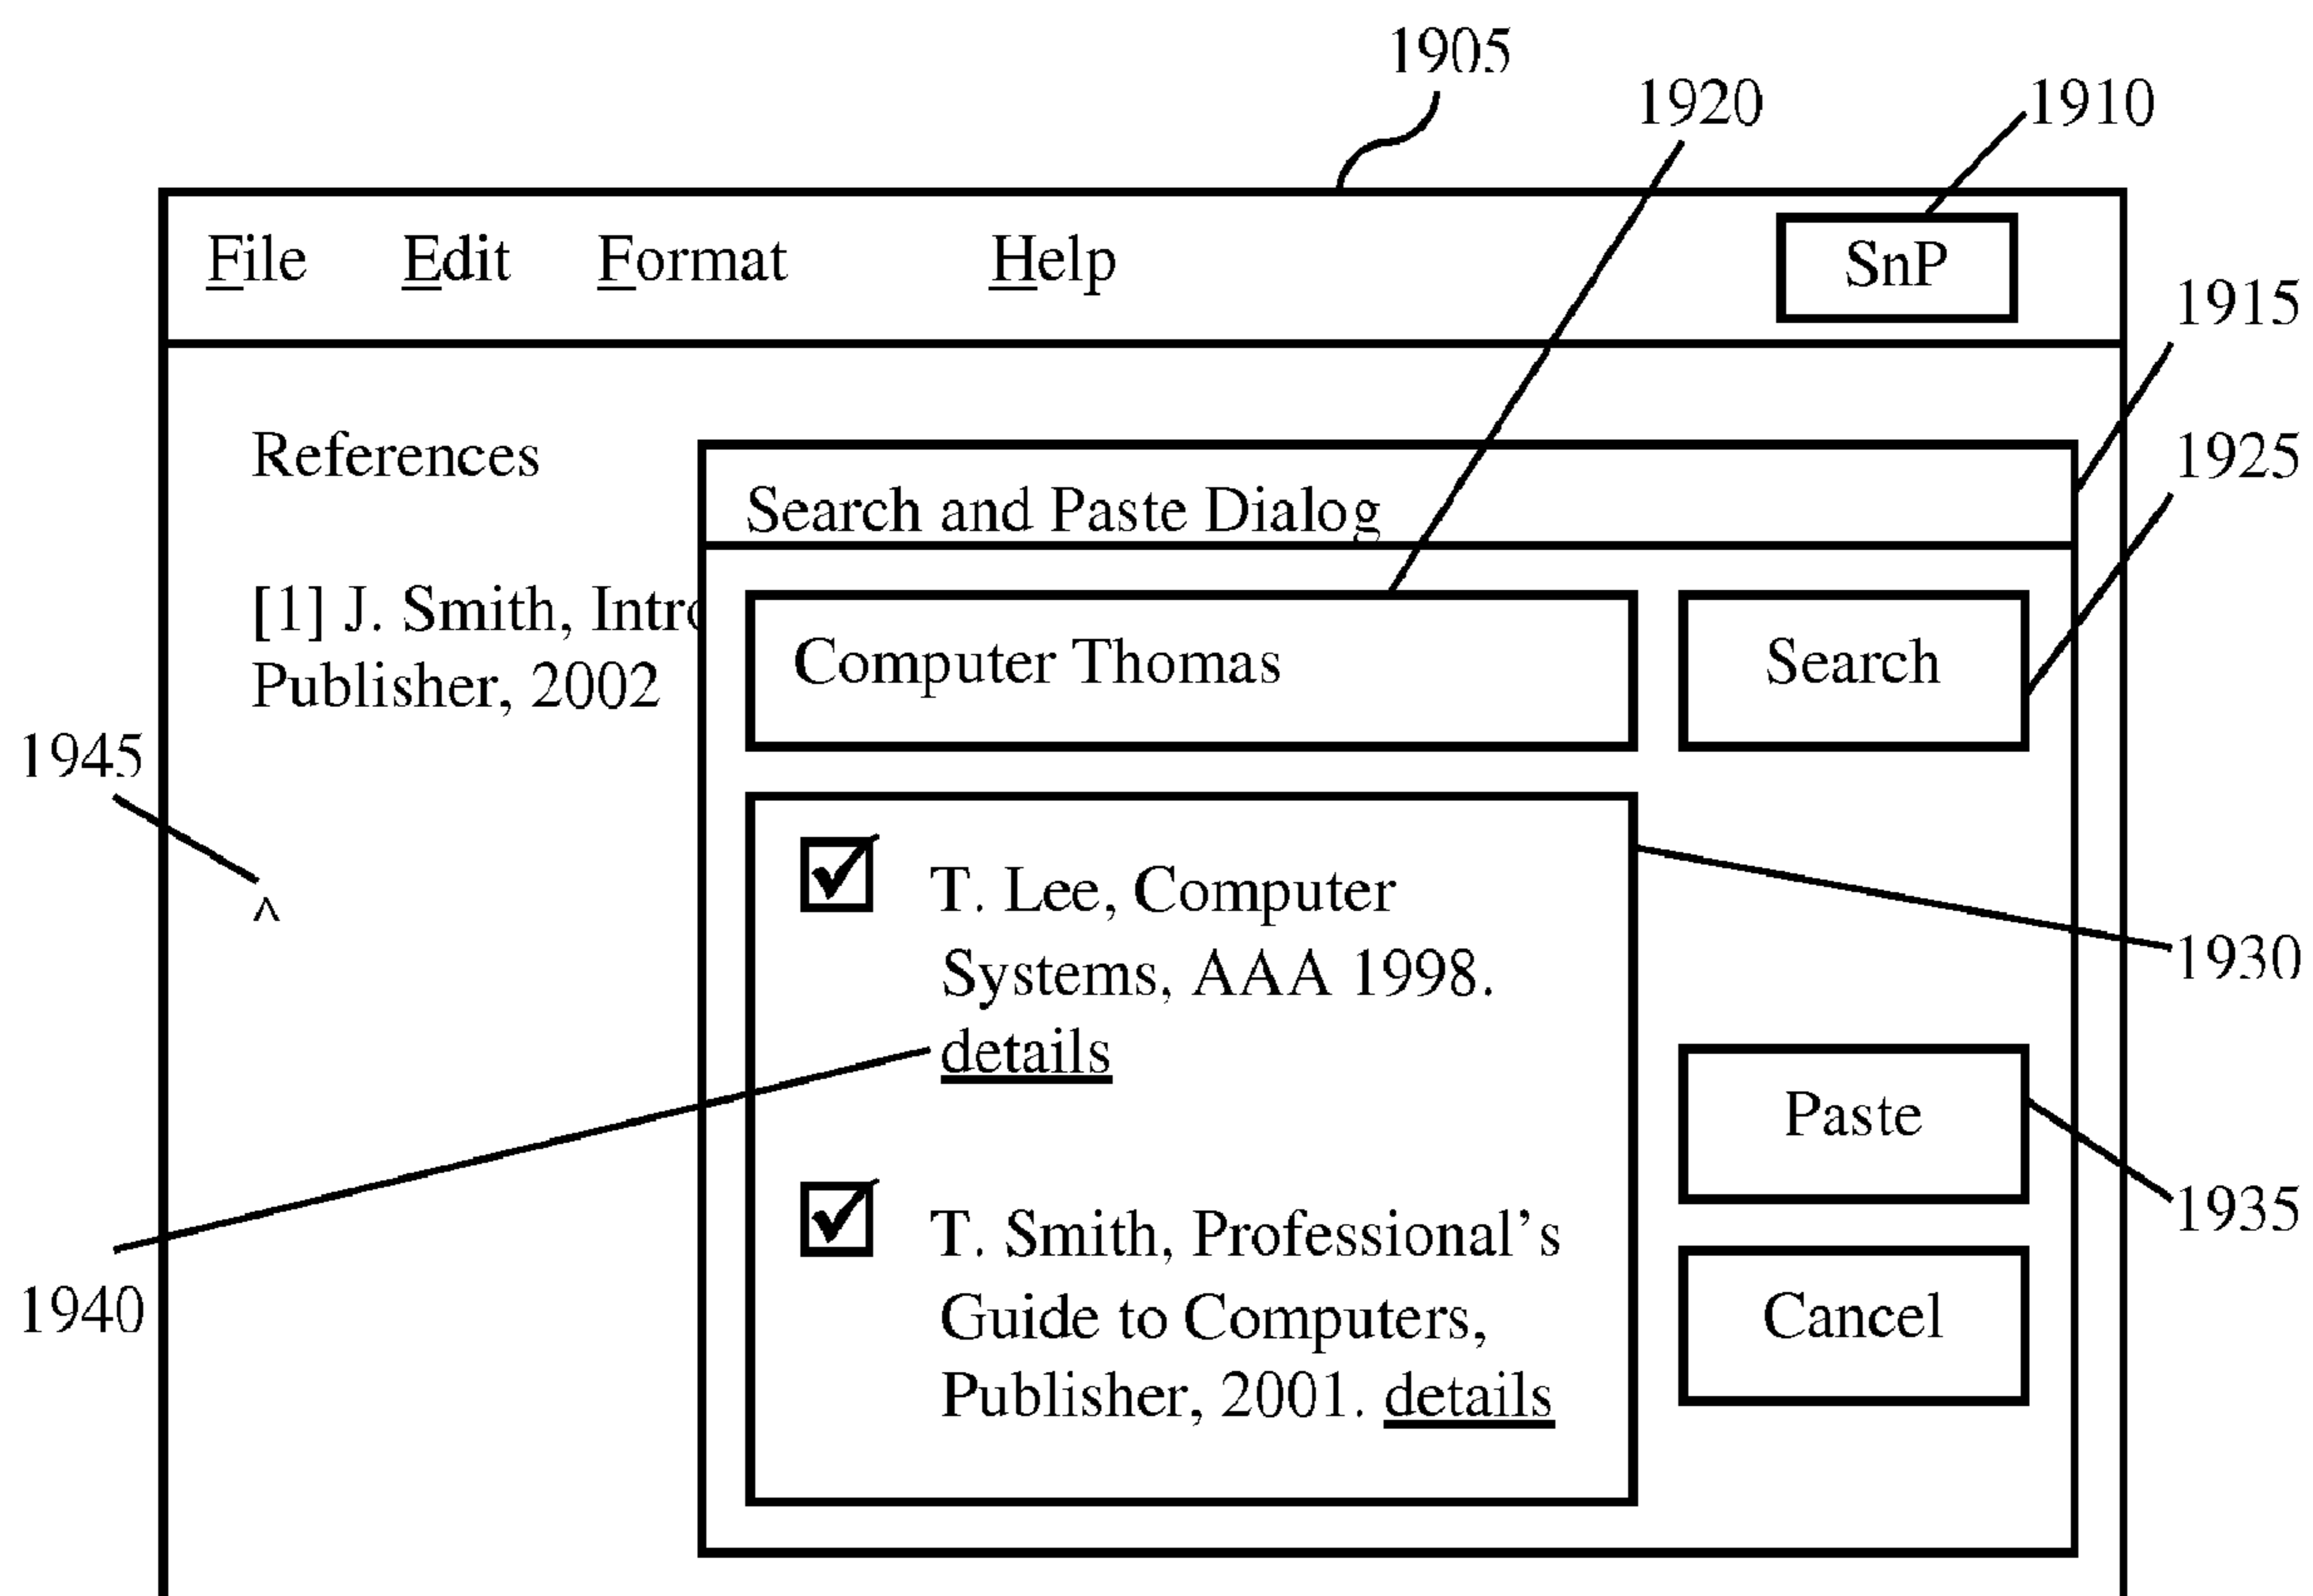 1905
1920
1910
File Edit Format Help SnP
1915
References
1925
Search and Paste Dialog
[1] J. Smith, Intro
Publisher, 2002
Computer Thomas
Search
1945
^
T. Lee, Computer
Systems, AAA 1998.
details
1930
Paste
1935
T. Smith, Professional’s
Guide to Computers,
Publisher, 2001. details
Cancel
1940